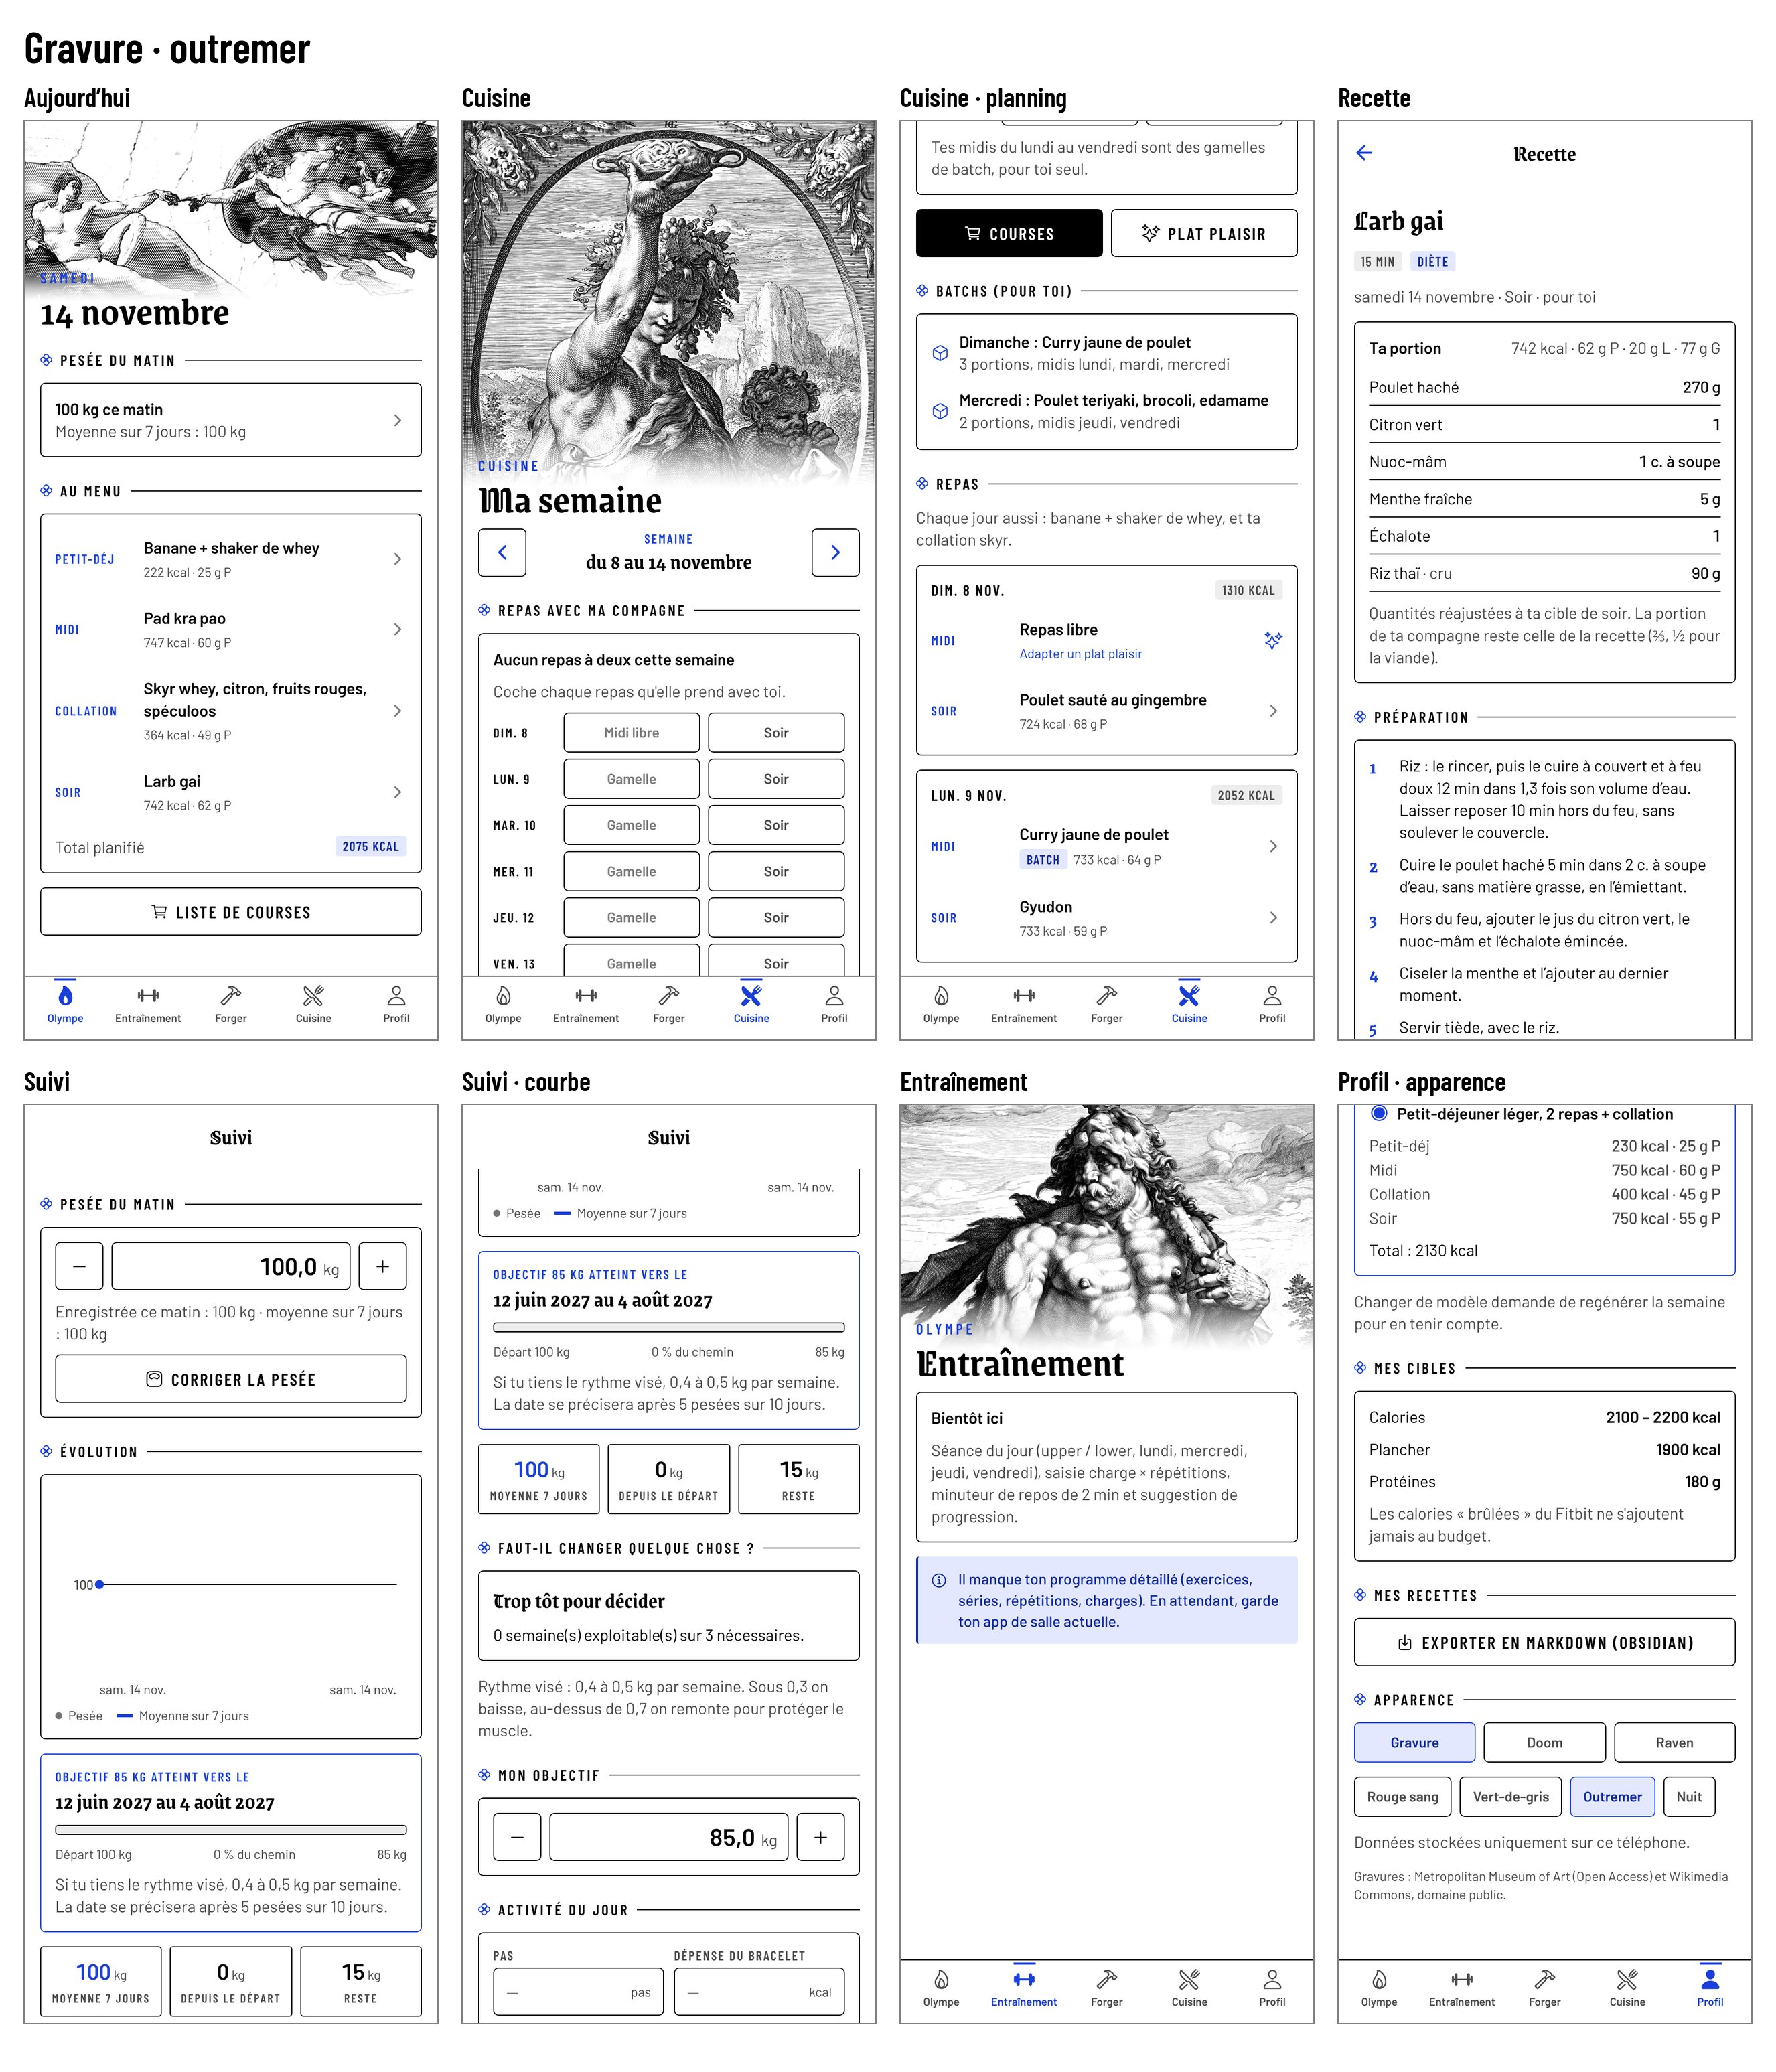 Gravure · outremer
Aujourd’hui
SAMEDI
14 novembre
PESÉE DU MATIN
100 kg ce matin
Moyenne sur 7 jours : 100 kg
AU MENU
PETIT-DÉJ
Banane + shaker de whey
222 kcal · 25 g P
MIDI
Pad kra pao
747 kcal · 60 g P
COLLATION
Skyr whey, citron, fruits rouges,
spéculoos
364 kcal · 49 g P
SOIR
Larb gai
742 kcal · 62 g P
Total planifié
2075 KCAL
LISTE DE COURSES
Olympe
Entraînement
Forger
Cuisine
Profil
Cuisine
CUISINE
Ma semaine
SEMAINE
du 8 au 14 novembre
REPAS AVEC MA COMPAGNE
Aucun repas à deux cette semaine
Coche chaque repas qu'elle prend avec toi.
DIM. 8 Midi libre Soir
LUN. 9 Gamelle Soir
MAR. 10 Gamelle Soir
MER. 11 Gamelle Soir
JEU. 12 Gamelle Soir
VEN. 13 Gamelle Soir
Olympe
Entraînement
Forger
Cuisine
Profil
Cuisine · planning
Tes midis du lundi au vendredi sont des gamelles
de batch, pour toi seul.
COURSES
PLAT PLAISIR
BATCHS (POUR TOI)
Dimanche : Curry jaune de poulet
3 portions, midis lundi, mardi, mercredi
Mercredi : Poulet teriyaki, brocoli, edamame
2 portions, midis jeudi, vendredi
REPAS
Chaque jour aussi : banane + shaker de whey, et ta
collation skyr.
DIM. 8 NOV.
1310 KCAL
MIDI
Repas libre
Adapter un plat plaisir
SOIR
Poulet sauté au gingembre
724 kcal · 68 g P
LUN. 9 NOV.
2052 KCAL
MIDI
Curry jaune de poulet
BATCH 733 kcal · 64 g P
SOIR
Gyudon
733 kcal · 59 g P
Olympe
Entraînement
Forger
Cuisine
Profil
Recette
Recette
Larb gai
15 MIN DIÈTE
samedi 14 novembre · Soir · pour toi
Ta portion 742 kcal · 62 g P · 20 g L · 77 g G
Poulet haché 270 g
Citron vert 1
Nuoc-mâm 1 c. à soupe
Menthe fraîche 5 g
Échalote 1
Riz thaï · cru 90 g
Quantités réajustées à ta cible de soir. La portion
de ta compagne reste celle de la recette (⅔, ½ pour
la viande).
PRÉPARATION
1 Riz : le rincer, puis le cuire à couvert et à feu
doux 12 min dans 1,3 fois son volume d’eau.
Laisser reposer 10 min hors du feu, sans
soulever le couvercle.
2 Cuire le poulet haché 5 min dans 2 c. à soupe
d’eau, sans matière grasse, en l’émiettant.
3 Hors du feu, ajouter le jus du citron vert, le
nuoc-mâm et l’échalote émincée.
4 Ciseler la menthe et l’ajouter au dernier
moment.
5 Servir tiède, avec le riz.
Suivi
Suivi
PESÉE DU MATIN
− 100,0 kg +
Enregistrée ce matin : 100 kg · moyenne sur 7 jours
: 100 kg
CORRIGER LA PESÉE
ÉVOLUTION
100
sam. 14 nov. sam. 14 nov.
Pesée Moyenne sur 7 jours
OBJECTIF 85 KG ATTEINT VERS LE
12 juin 2027 au 4 août 2027
Départ 100 kg 0 % du chemin 85 kg
Si tu tiens le rythme visé, 0,4 à 0,5 kg par semaine.
La date se précisera après 5 pesées sur 10 jours.
100 kg 0 kg 15 kg
MOYENNE 7 JOURS DEPUIS LE DÉPART RESTE
Suivi · courbe
Suivi
sam. 14 nov. sam. 14 nov.
Pesée Moyenne sur 7 jours
OBJECTIF 85 KG ATTEINT VERS LE
12 juin 2027 au 4 août 2027
Départ 100 kg 0 % du chemin 85 kg
Si tu tiens le rythme visé, 0,4 à 0,5 kg par semaine.
La date se précisera après 5 pesées sur 10 jours.
100 kg 0 kg 15 kg
MOYENNE 7 JOURS DEPUIS LE DÉPART RESTE
FAUT-IL CHANGER QUELQUE CHOSE ?
Trop tôt pour décider
0 semaine(s) exploitable(s) sur 3 nécessaires.
Rythme visé : 0,4 à 0,5 kg par semaine. Sous 0,3 on
baisse, au-dessus de 0,7 on remonte pour protéger le
muscle.
MON OBJECTIF
− 85,0 kg +
ACTIVITÉ DU JOUR
PAS DÉPENSE DU BRACELET
— pas — kcal
Entraînement
OLYMPE
Entraînement
Bientôt ici
Séance du jour (upper / lower, lundi, mercredi,
jeudi, vendredi), saisie charge × répétitions,
minuteur de repos de 2 min et suggestion de
progression.
Il manque ton programme détaillé (exercices,
séries, répétitions, charges). En attendant, garde
ton app de salle actuelle.
Olympe
Entraînement
Forger
Cuisine
Profil
Profil · apparence
Petit-déjeuner léger, 2 repas + collation
Petit-déj 230 kcal · 25 g P
Midi 750 kcal · 60 g P
Collation 400 kcal · 45 g P
Soir 750 kcal · 55 g P
Total : 2130 kcal
Changer de modèle demande de regénérer la semaine
pour en tenir compte.
MES CIBLES
Calories 2100 – 2200 kcal
Plancher 1900 kcal
Protéines 180 g
Les calories « brûlées » du Fitbit ne s'ajoutent
jamais au budget.
MES RECETTES
EXPORTER EN MARKDOWN (OBSIDIAN)
APPARENCE
Gravure Doom Raven
Rouge sang Vert-de-gris Outremer Nuit
Données stockées uniquement sur ce téléphone.
Gravures : Metropolitan Museum of Art (Open Access) et Wikimedia
Commons, domaine public.
Olympe
Entraînement
Forger
Cuisine
Profil